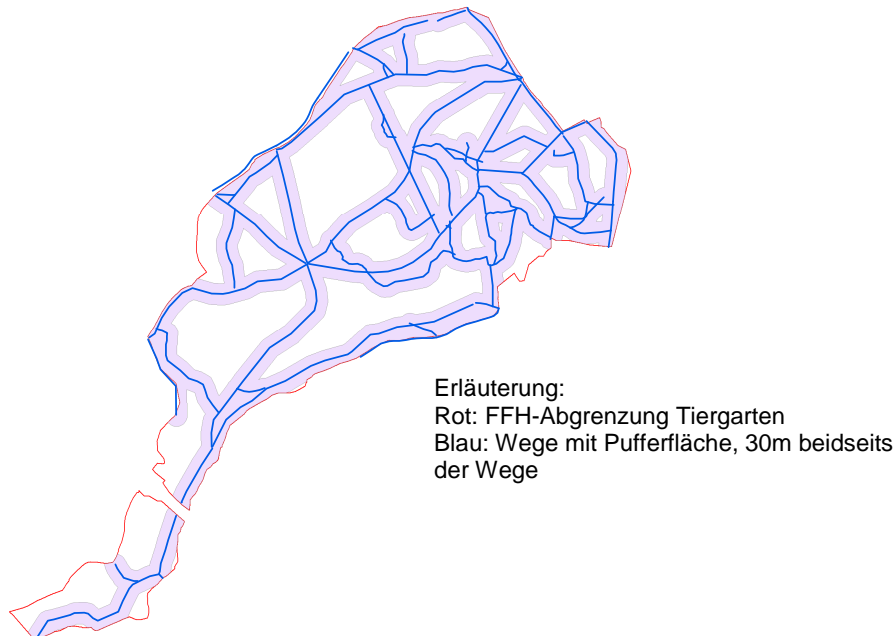 Erläuterung:
Rot: FFH-Abgrenzung Tiergarten
Blau: Wege mit Pufferfläche, 30m beidseits
der Wege